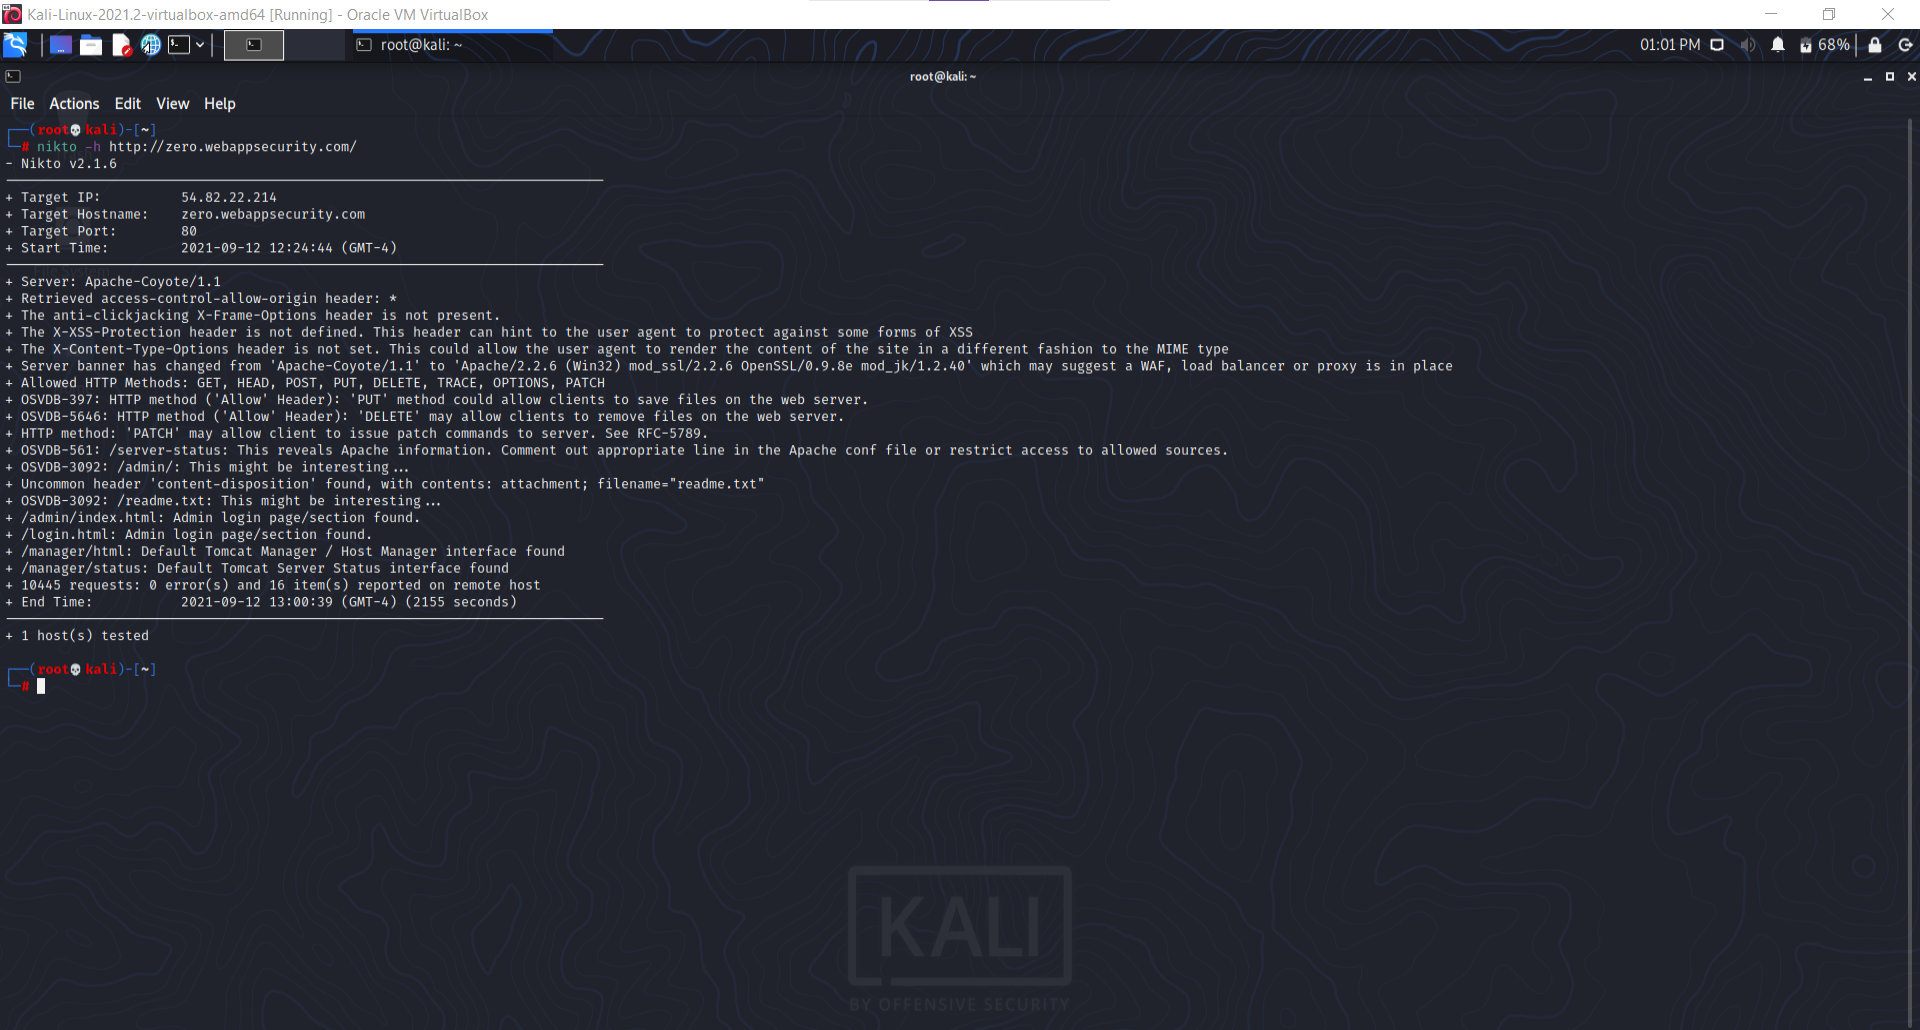 Kali-Linux-2021.2-virtualbox-amd64 [Running] - Oracle VM VirtualBox
root@kali: ~
01:01 PM 68%
root@kali: ~
File Actions Edit View Help
(root💀kali)-[~]
# nikto -h http://zero.webappsecurity.com/
- Nikto v2.1.6
+ Target IP: 54.82.22.214
+ Target Hostname: zero.webappsecurity.com
+ Target Port: 80
+ Start Time: 2021-09-12 12:24:44 (GMT-4)
File System
+ Server: Apache-Coyote/1.1
+ Retrieved access-control-allow-origin header: *
+ The anti-clickjacking X-Frame-Options header is not present.
+ The X-XSS-Protection header is not defined. This header can hint to the user agent to protect against some forms of XSS
+ The X-Content-Type-Options header is not set. This could allow the user agent to render the content of the site in a different fashion to the MIME type
+ Server banner has changed from 'Apache-Coyote/1.1' to 'Apache/2.2.6 (Win32) mod_ssl/2.2.6 OpenSSL/0.9.8e mod_jk/1.2.40' which may suggest a WAF, load balancer or proxy is in place
+ Allowed HTTP Methods: GET, HEAD, POST, PUT, DELETE, TRACE, OPTIONS, PATCH
+ OSVDB-397: HTTP method ('Allow' Header): 'PUT' method could allow clients to save files on the web server.
+ OSVDB-5646: HTTP method ('Allow' Header): 'DELETE' may allow clients to remove files on the web server.
+ HTTP method: 'PATCH' may allow client to issue patch commands to server. See RFC-5789.
+ OSVDB-561: /server-status: This reveals Apache information. Comment out appropriate line in the Apache conf file or restrict access to allowed sources.
+ OSVDB-3092: /admin/: This might be interesting...
+ Uncommon header 'content-disposition' found, with contents: attachment; filename="readme.txt"
+ OSVDB-3092: /readme.txt: This might be interesting...
+ /admin/index.html: Admin login page/section found.
+ /login.html: Admin login page/section found.
+ /manager/html: Default Tomcat Manager / Host Manager interface found
+ /manager/status: Default Tomcat Server Status interface found
+ 10445 requests: 0 error(s) and 16 item(s) reported on remote host
+ End Time: 2021-09-12 13:00:39 (GMT-4) (2155 seconds)
+ 1 host(s) tested
(root💀kali)-[~]
#
KALI
BY OFFENSIVE SECURITY